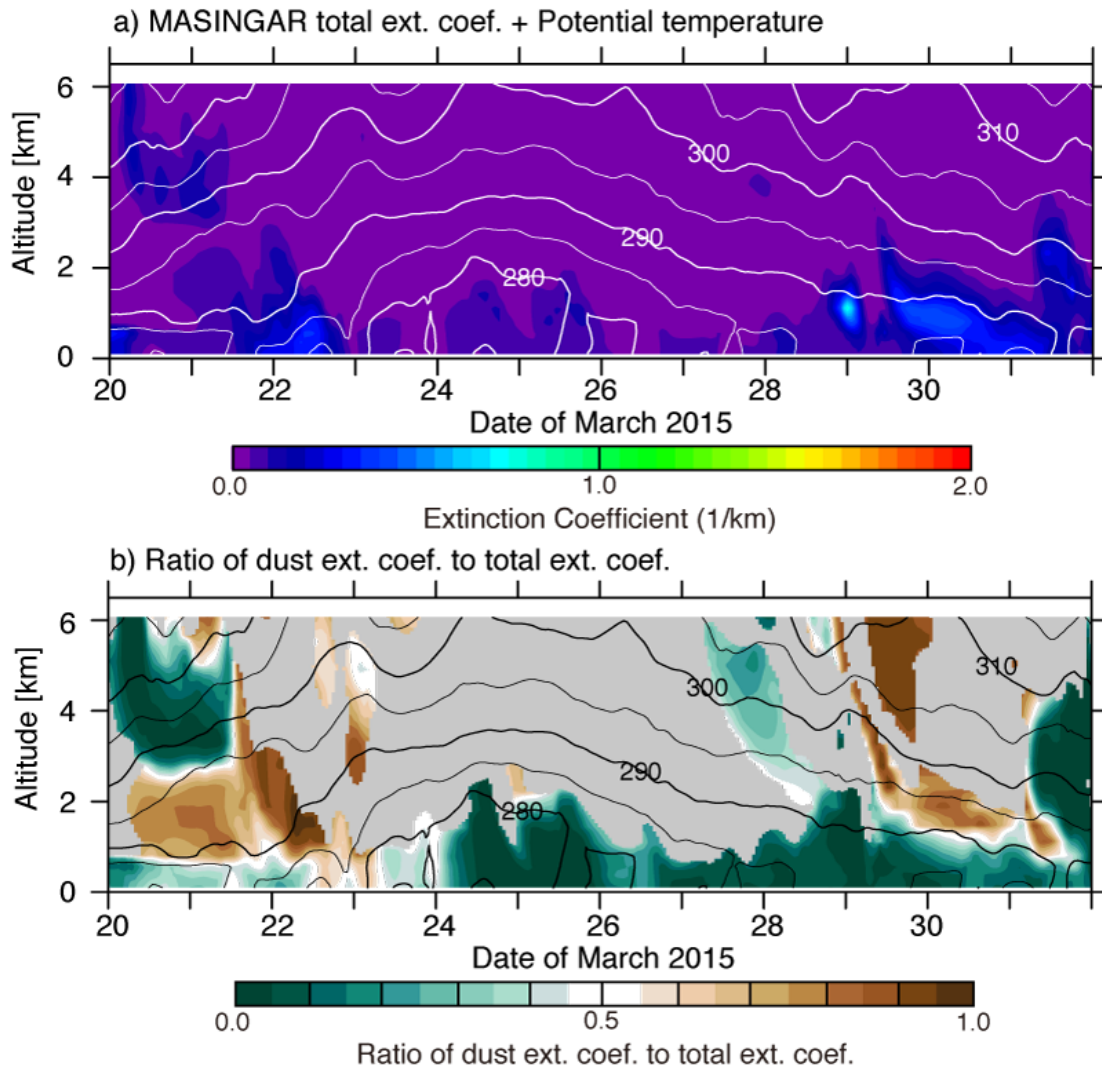 a) MASINGAR total ext. coef. + Potential temperature
Altitude [km]
6
4
2
0
310
300
290
280
20 22 24 26 28 30
Date of March 2015
0.0 1.0 2.0
Extinction Coefficient (1/km)
b) Ratio of dust ext. coef. to total ext. coef.
Altitude [km]
6
4
2
0
310
300
290
280
20 22 24 26 28 30
Date of March 2015
0.0 0.5 1.0
Ratio of dust ext. coef. to total ext. coef.